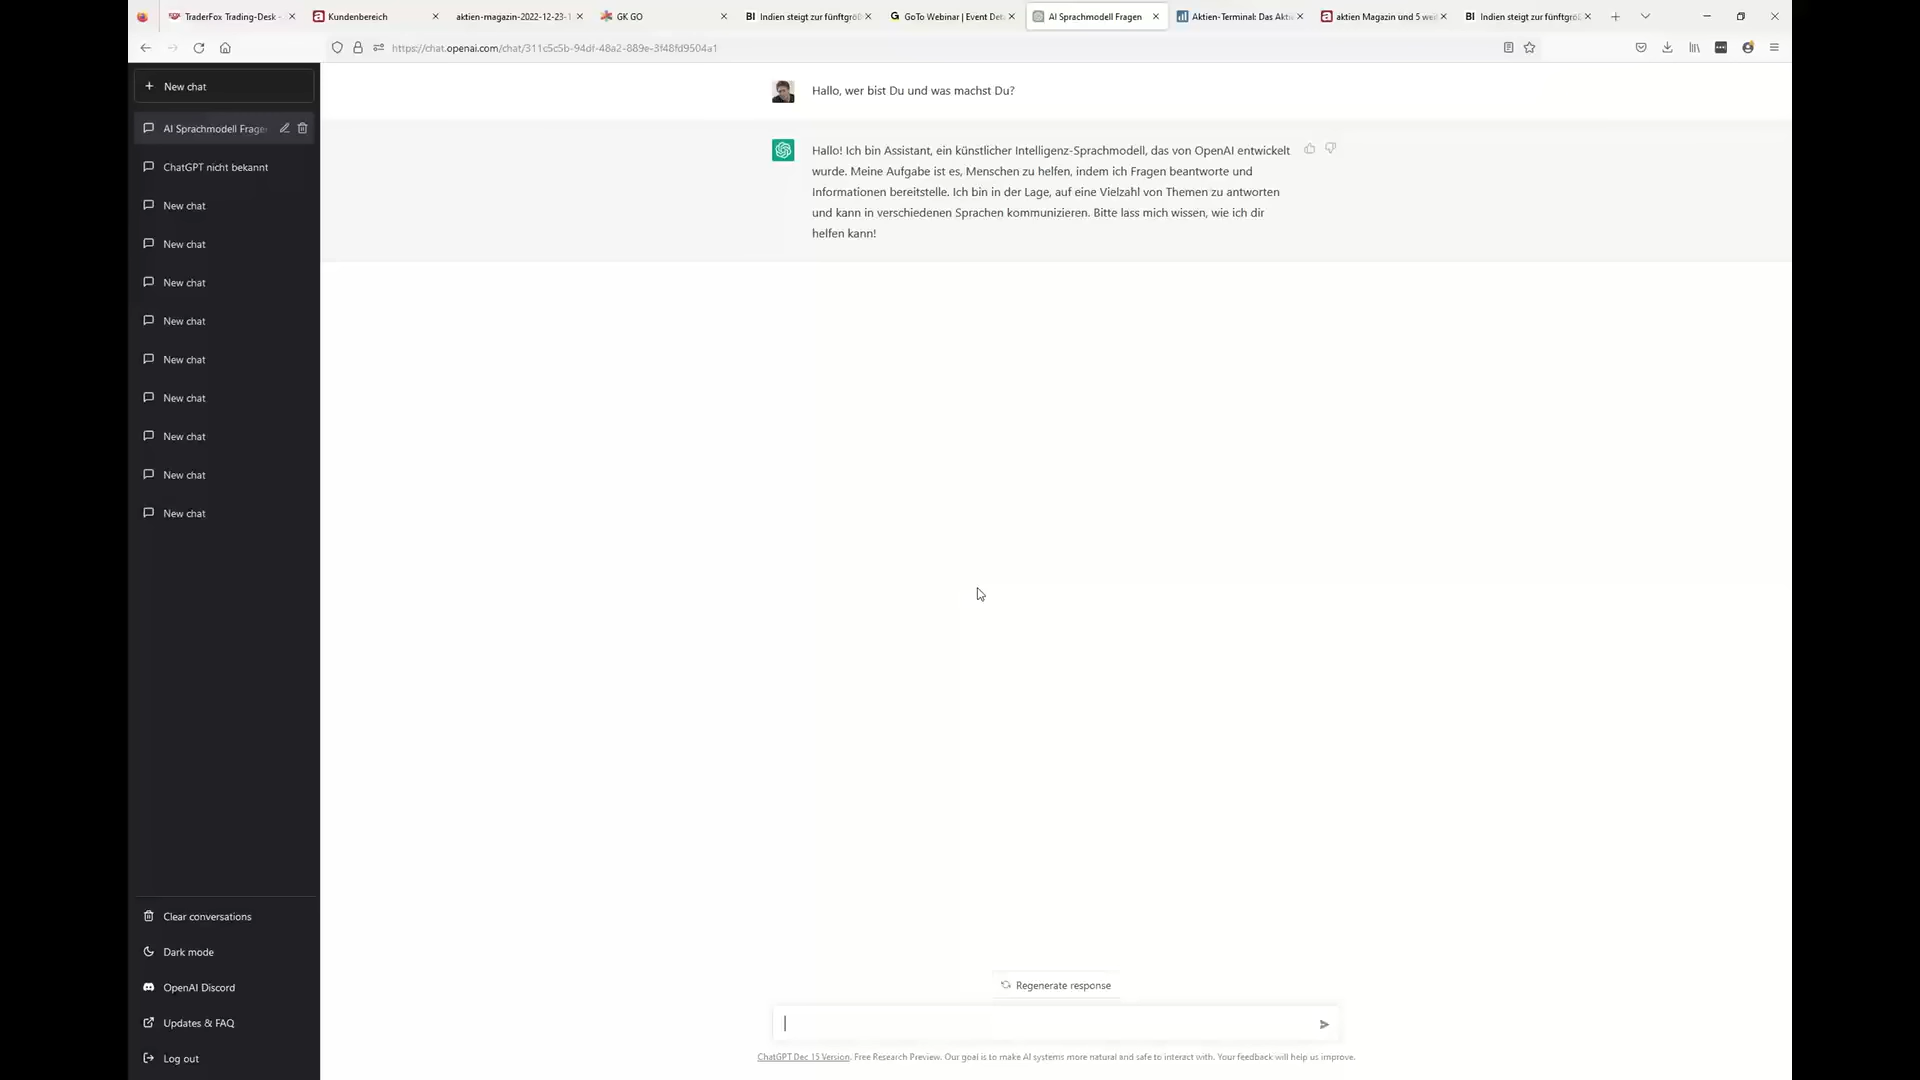 TraderFox Trading-Desk -
Kundenbereich
aktien-magazin-2022-12-23-1
GK GO
BI Indien steigt zur fünftgrö
G GoTo Webinar | Event Det
AI Sprachmodell Fragen
Aktien-Terminal: Das Akti
a aktien Magazin und 5 wei
BI Indien steigt zur fünftgrö
https://chat.openai.com/chat/311c5c5b-94df-48a2-889e-3f48fd9504a1
New chat
AI Sprachmodell Frage
ChatGPT nicht bekannt
New chat
New chat
New chat
New chat
New chat
New chat
New chat
New chat
New chat
Clear conversations
Dark mode
OpenAI Discord
Updates & FAQ
Log out
Hallo, wer bist Du und was machst Du?
Hallo! Ich bin Assistant, ein künstlicher Intelligenz-Sprachmodell, das von OpenAI entwickelt
wurde. Meine Aufgabe ist es, Menschen zu helfen, indem ich Fragen beantworte und
Informationen bereitstelle. Ich bin in der Lage, auf eine Vielzahl von Themen zu antworten
und kann in verschiedenen Sprachen kommunizieren. Bitte lass mich wissen, wie ich dir
helfen kann!
Regenerate response
ChatGPT Dec 15 Version. Free Research Preview. Our goal is to make AI systems more natural and safe to interact with. Your feedback will help us improve.